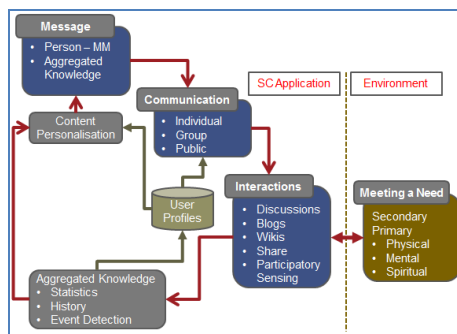 Message
• Person – MM
• Aggregated
Knowledge
Communication
• Individual
• Group
• Public
SC Application
Environment
Content
Personalisation
User
Profiles
Interactions
• Discussions
• Blogs
• Wikis
• Share
• Participatory
Sensing
Meeting a Need
Secondary
Primary
• Physical
• Mental
• Spiritual
Aggregated Knowledge
• Statistics
• History
• Event Detection